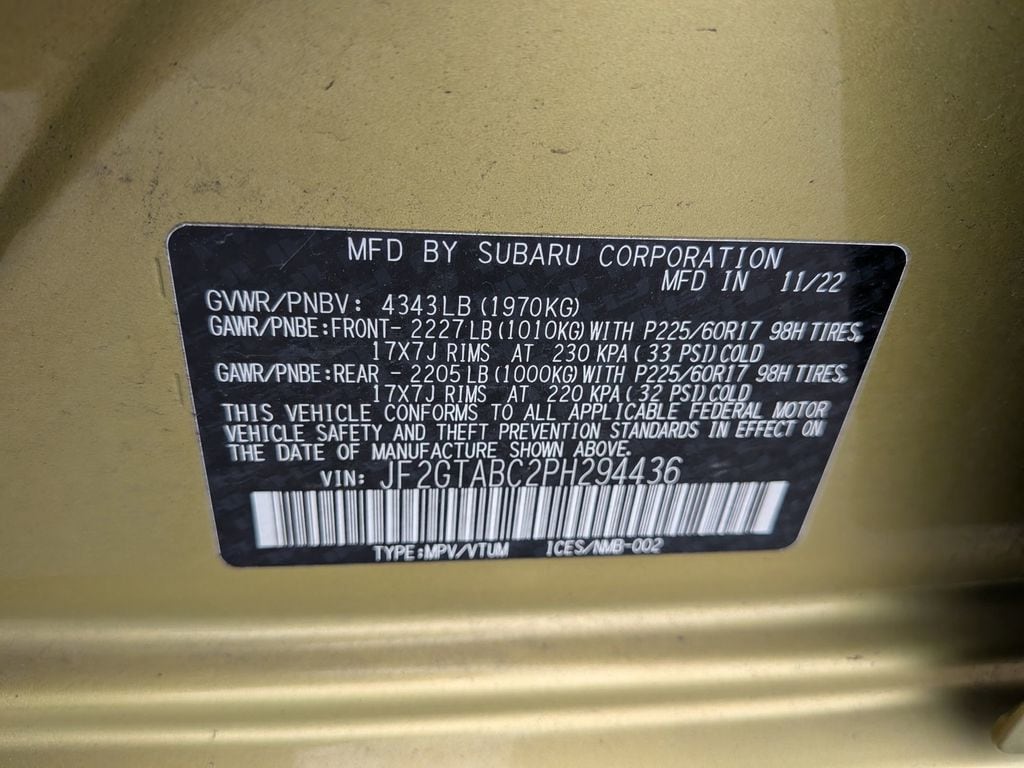 MFD BY SUBARU CORPORATION
MFD IN 11/22
GVWR/PNBV: 4343LB (1970KG)
GAWR/PNBE:FRONT- 2227LB (1010KG)WITH P225/60R17 98H TIRES,
17X7J RIMS AT 230 KPA(33 PSI)COLD
GAWR/PNBE:REAR - 2205LB (1000KG)WITH P225/60R17 98H TIRES,
17X7J RIMS AT 220 KPA(32 PSI)COLD
THIS VEHICLE CONFORMS TO ALL APPLICABLE FEDERAL MOTOR
VEHICLE SAFETY AND THEFT PREVENTION STANDARDS IN EFFECT ON
THE DATE OF MANUFACTURE SHOWN ABOVE.
VIN: JF2GTABC2PH294436
TYPE:MPV/VTUM ICES/NMB-002